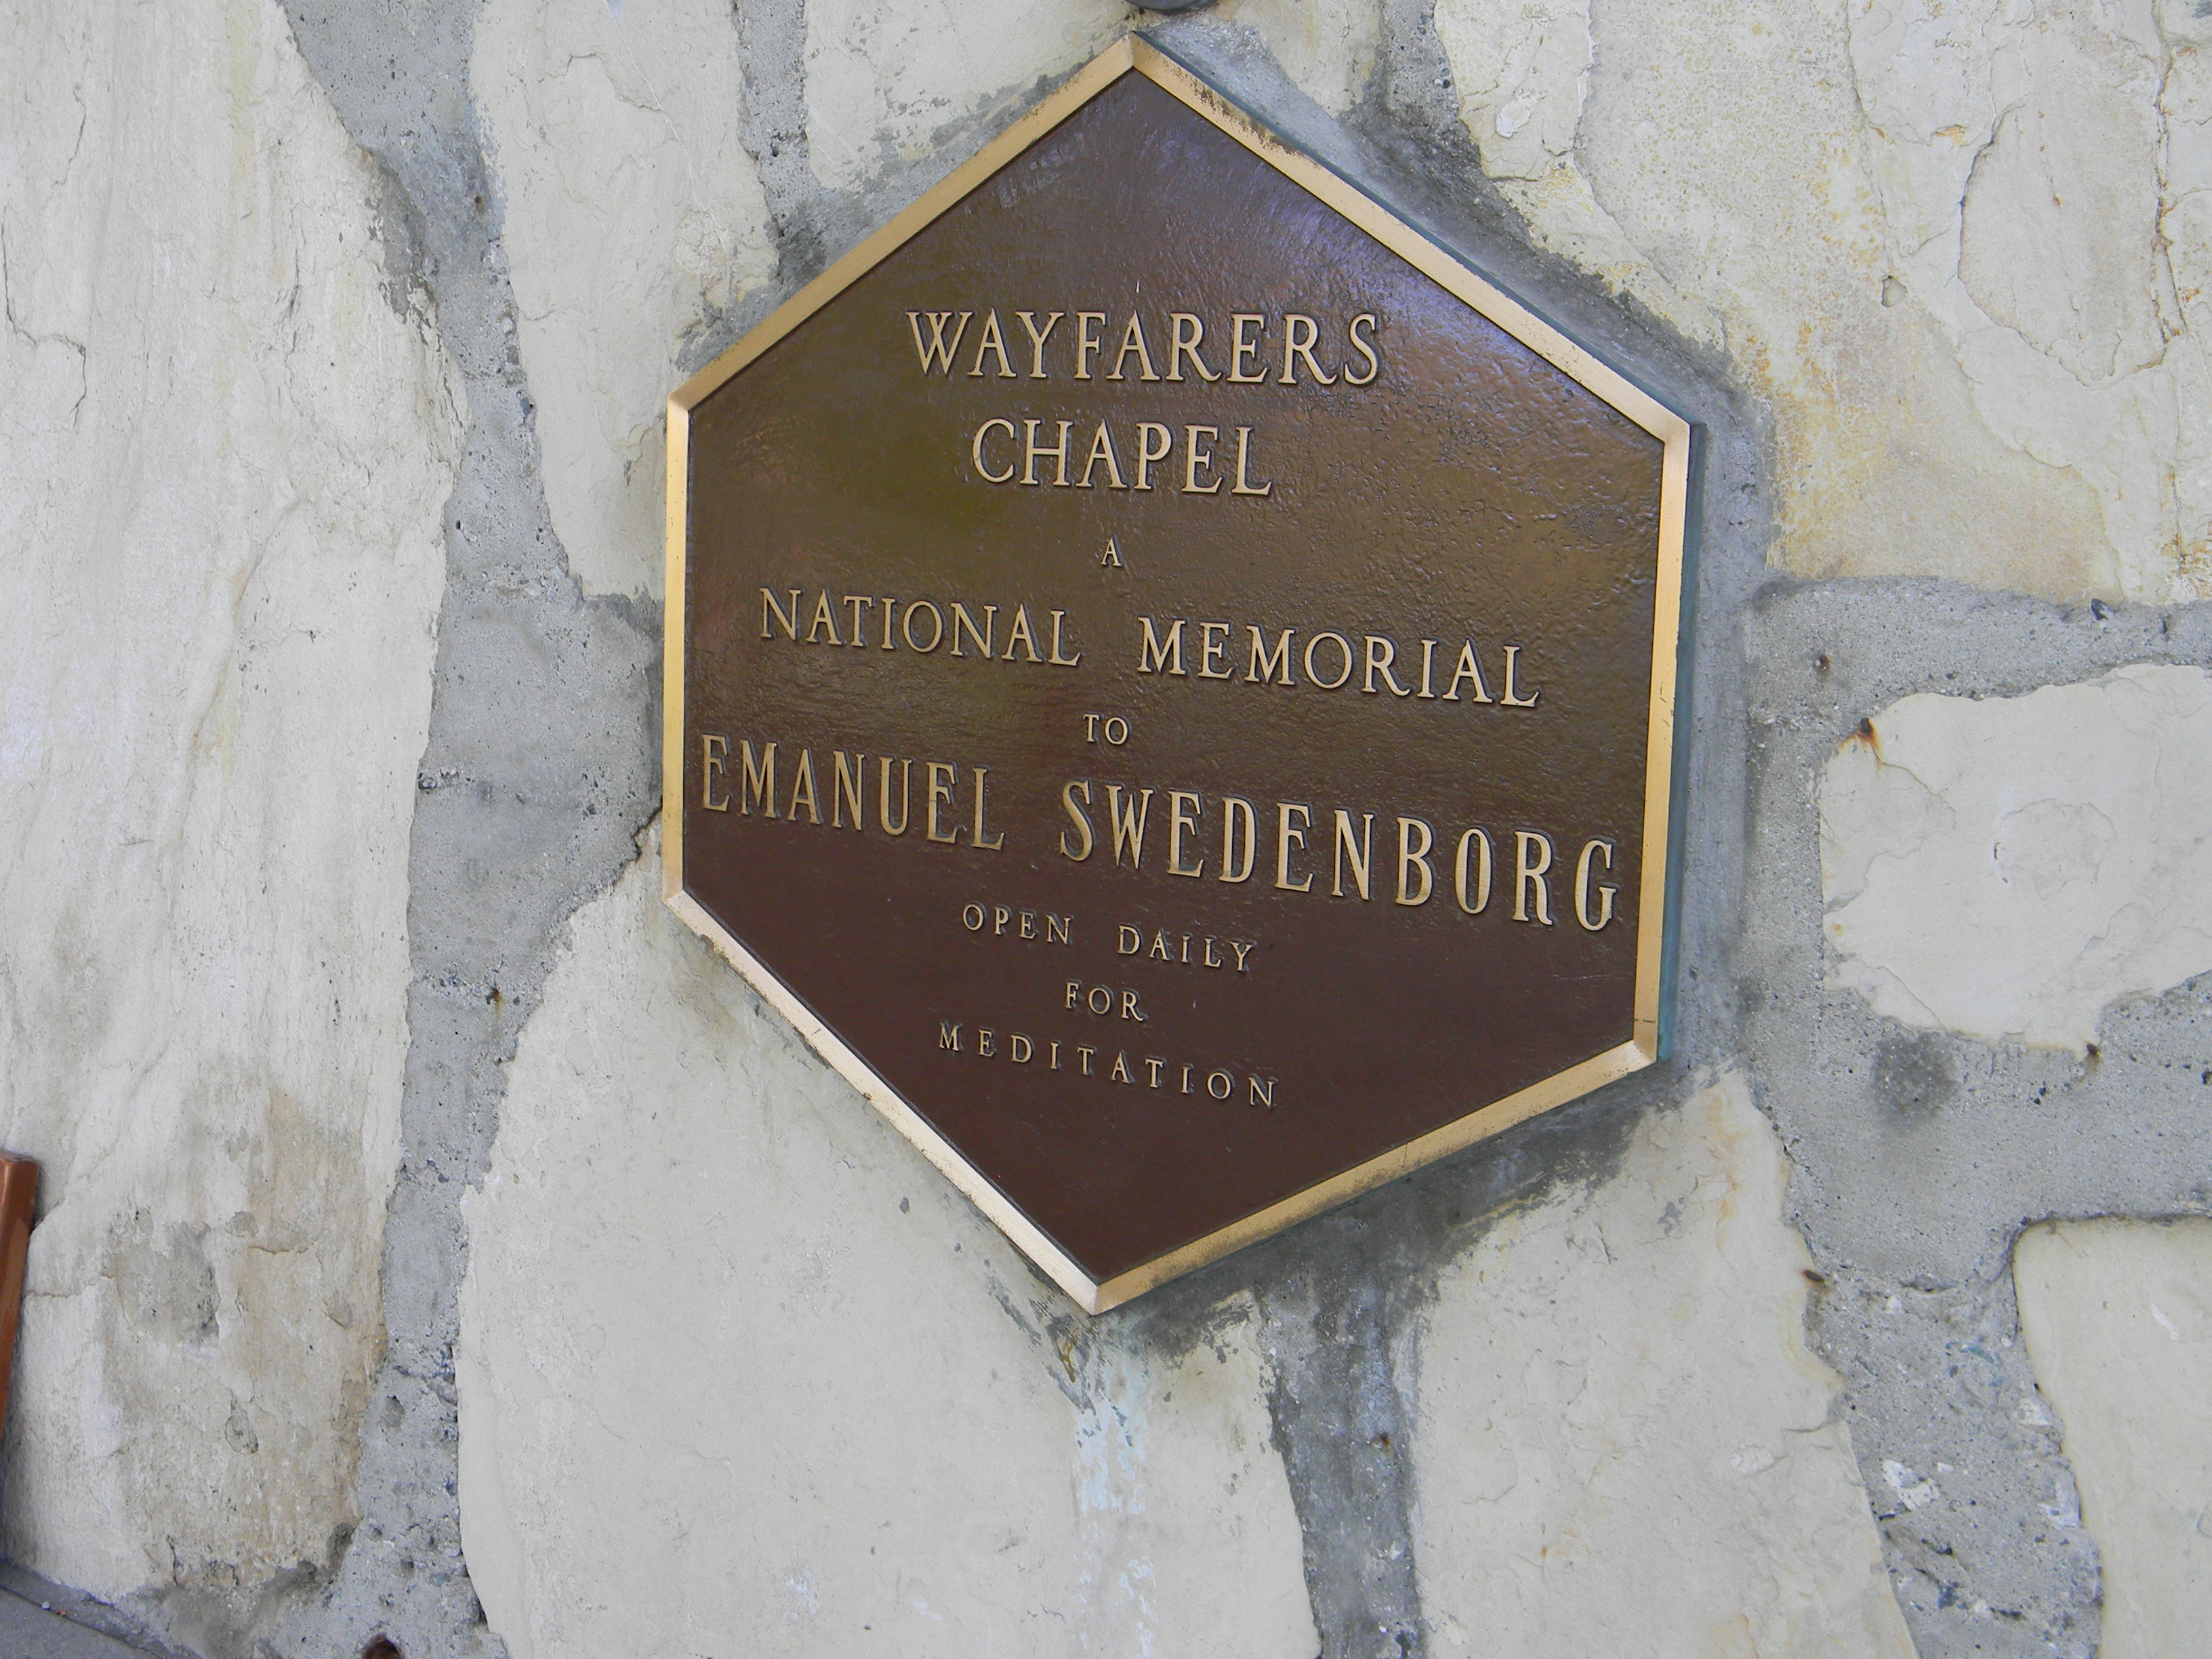 WAYFARERS
CHAPEL
A
NATIONAL MEMORIAL
TO
EMANUEL SWEDENBORG
OPEN DAILY
FOR
MEDITATION